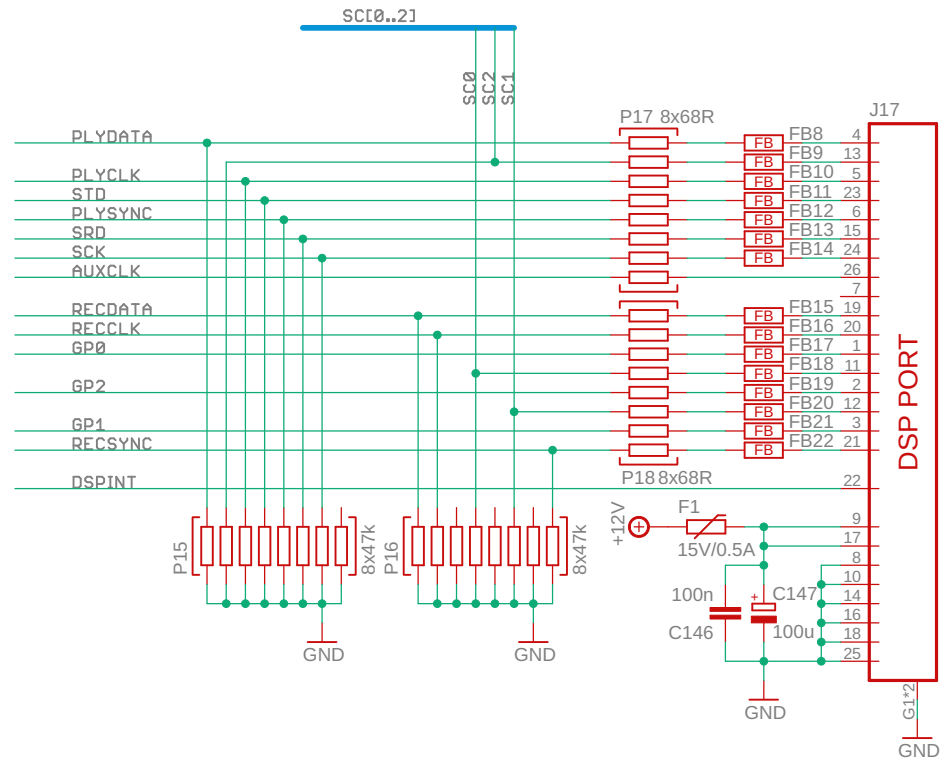 SC[0..2]
SC0
SC2
SC1
P17 8x68R
J17
PLYDATA
FB
FB8
4
FB
FB9
13
PLYCLK
FB
FB10
5
STD
FB
FB11
23
PLYSYNC
FB
FB12
6
SRD
FB
FB13
15
SCK
FB
FB14
24
AUXCLK
26
7
RECDATA
FB
FB15
19
RECCLK
FB
FB16
20
GP0
FB
FB17
1
FB
FB18
11
GP2
FB
FB19
2
FB
FB20
12
GP1
FB
FB21
3
RECSYNC
FB
FB22
21
DSP PORT
P18 8x68R
DSPINT
22
P15
8x47k
P16
8x47k
+12V
F1
15V/0.5A
9
17
8
10
14
16
18
25
100n
C146
+
C147
100u
GND
GND
GND
G1*2
GND